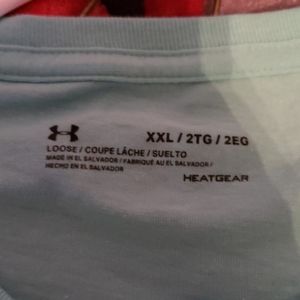 XXL / 2TG / 2EG
LOOSE / COUPE LÂCHE / SUELTO
MADE IN EL SALVADOR / FABRIQUÉ AU EL SALVADOR /
HECHO EN EL SALVADOR
HEATGEAR